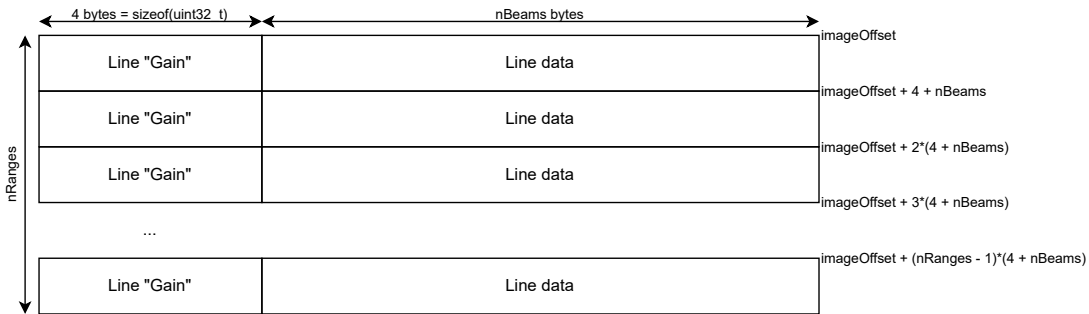 4 bytes = sizeof(uint32_t)
nBeams bytes
imageOffset
Line "Gain"
Line data
imageOffset + 4 + nBeams
Line "Gain"
Line data
imageOffset + 2*(4 + nBeams)
nRanges
Line "Gain"
Line data
imageOffset + 3*(4 + nBeams)
...
imageOffset + (nRanges - 1)*(4 + nBeams)
Line "Gain"
Line data